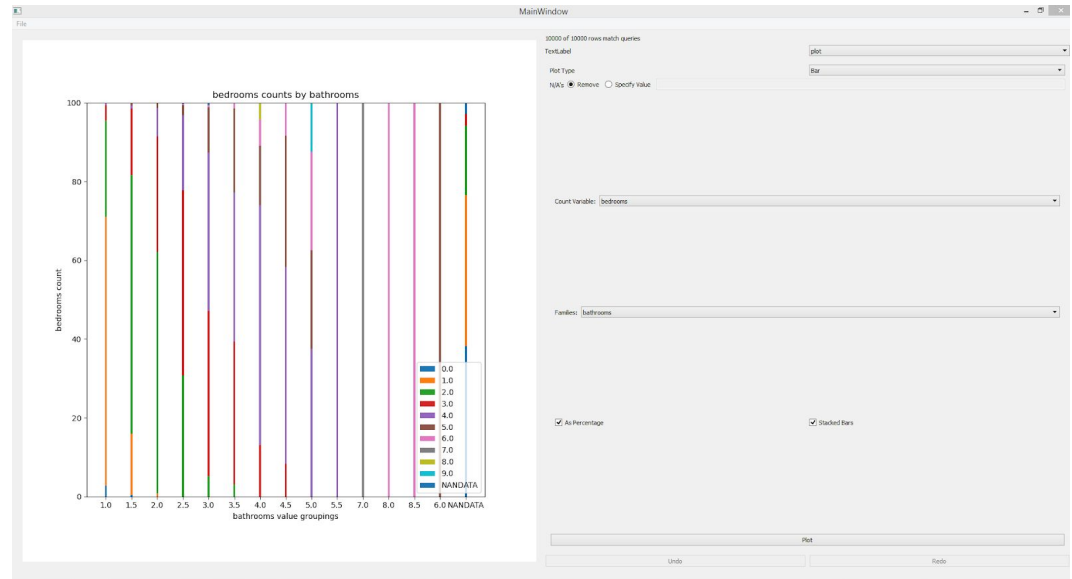 MainWindow
File
bedrooms counts by bathrooms
100
80
60
40
20
0
bedrooms count
1.0 1.5 2.0 2.5 3.0 3.5 4.0 4.5 5.0 5.5 7.0 8.0 8.5 6.0 NANDATA
bathrooms value groupings
0.0
1.0
2.0
3.0
4.0
5.0
6.0
7.0
8.0
9.0
NANDATA
10000 of 10000 rows match queries
TextLabel plot
Plot Type Bar
N/A's Remove Specify Value
Count Variable: bedrooms
Families: bathrooms
As Percentage Stacked Bars
Plot
Undo Redo